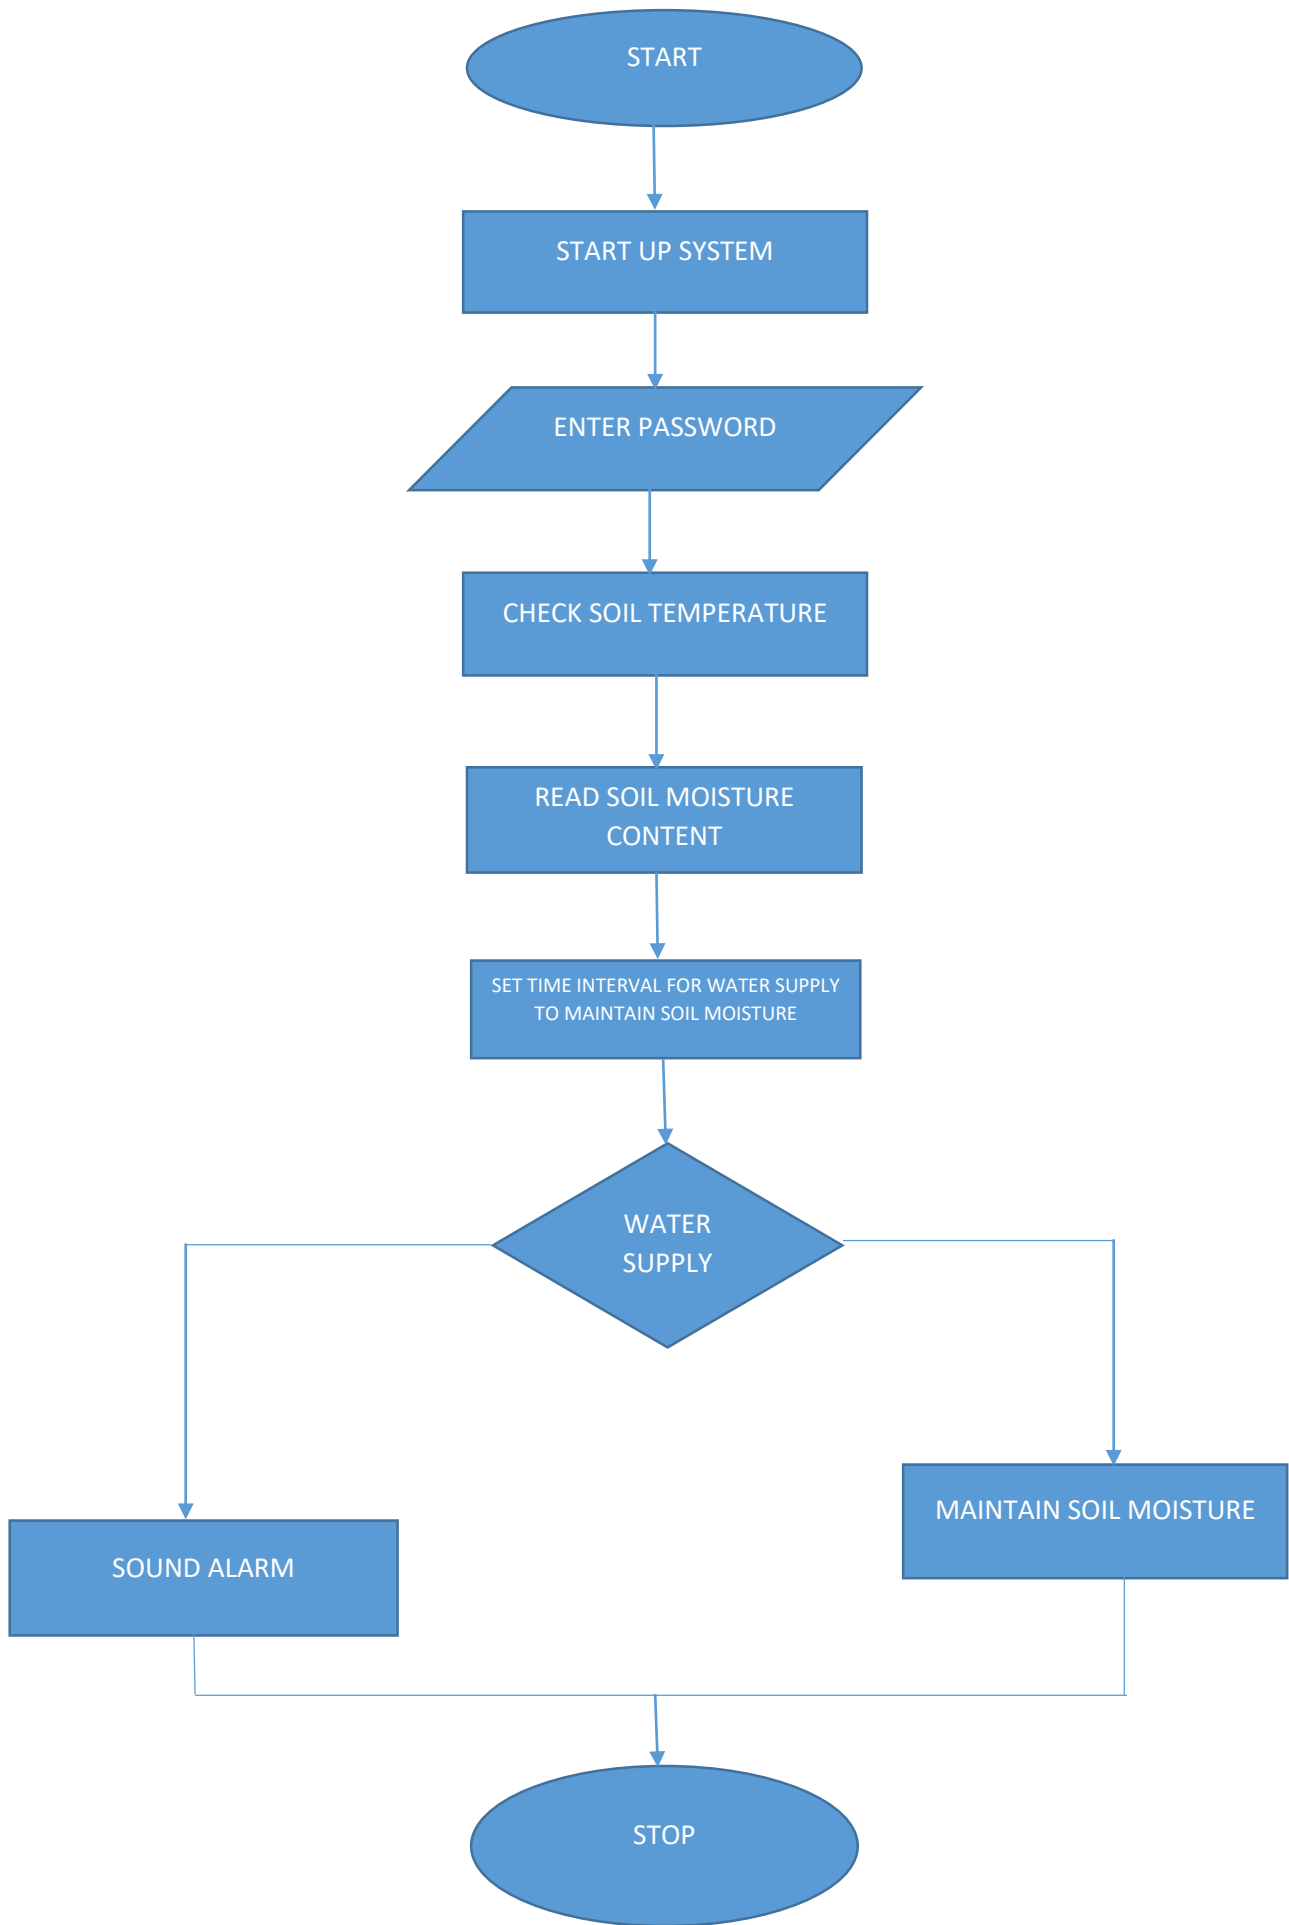 START
START UP SYSTEM
ENTER PASSWORD
CHECK SOIL TEMPERATURE
READ SOIL MOISTURE
CONTENT
SET TIME INTERVAL FOR WATER SUPPLY
TO MAINTAIN SOIL MOISTURE
WATER
SUPPLY
MAINTAIN SOIL MOISTURE
SOUND ALARM
STOP